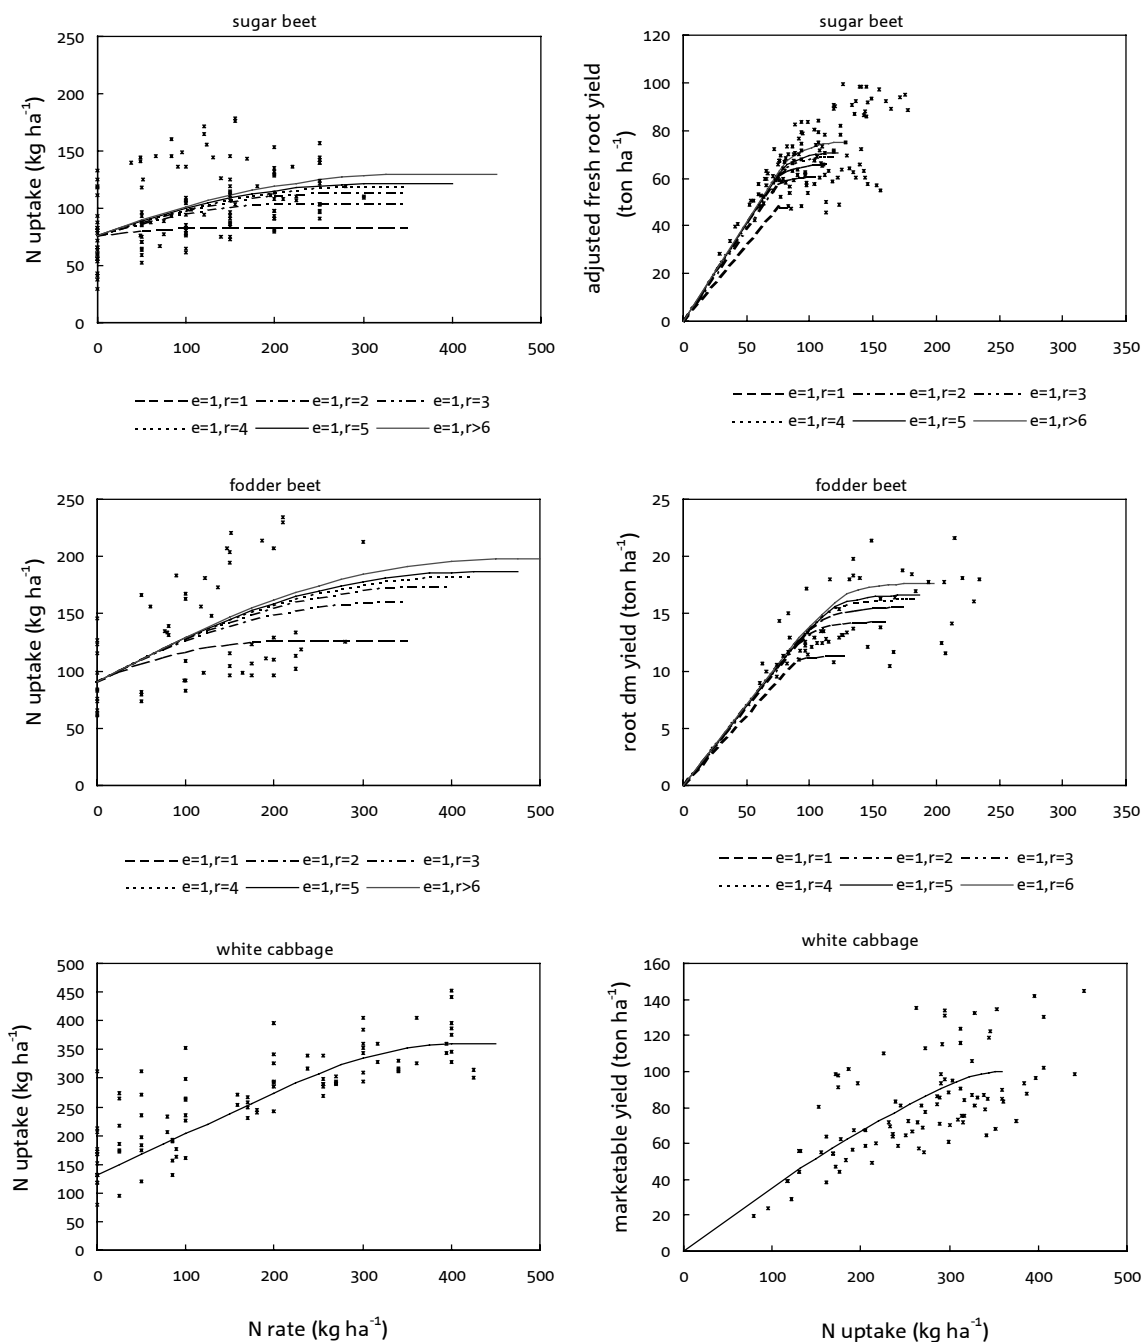 sugar beet
N uptake (kg ha⁻¹)
250
200
150
100
50
0
0 100 200 300 400 500
e=1,r=1 e=1,r=2 e=1,r=3
e=1,r=4 e=1,r=5 e=1,r>6
sugar beet
adjusted fresh root yield
(ton ha⁻¹)
120
100
80
60
40
20
0
0 50 100 150 200 250 300 350
e=1,r=1 e=1,r=2 e=1,r=3
e=1,r=4 e=1,r=5 e=1,r>6
fodder beet
N uptake (kg ha⁻¹)
250
200
150
100
50
0
0 100 200 300 400 500
e=1,r=1 e=1,r=2 e=1,r=3
e=1,r=4 e=1,r=5 e=1,r>6
fodder beet
root dm yield (ton ha⁻¹)
25
20
15
10
5
0
0 50 100 150 200 250 300 350
e=1,r=1 e=1,r=2 e=1,r=3
e=1,r=4 e=1,r=5 e=1,r=6
white cabbage
N uptake (kg ha⁻¹)
500
450
400
350
300
250
200
150
100
50
0
0 100 200 300 400 500
N rate (kg ha⁻¹)
white cabbage
marketable yield (ton ha⁻¹)
160
140
120
100
80
60
40
20
0
0 100 200 300 400 500
N uptake (kg ha⁻¹)